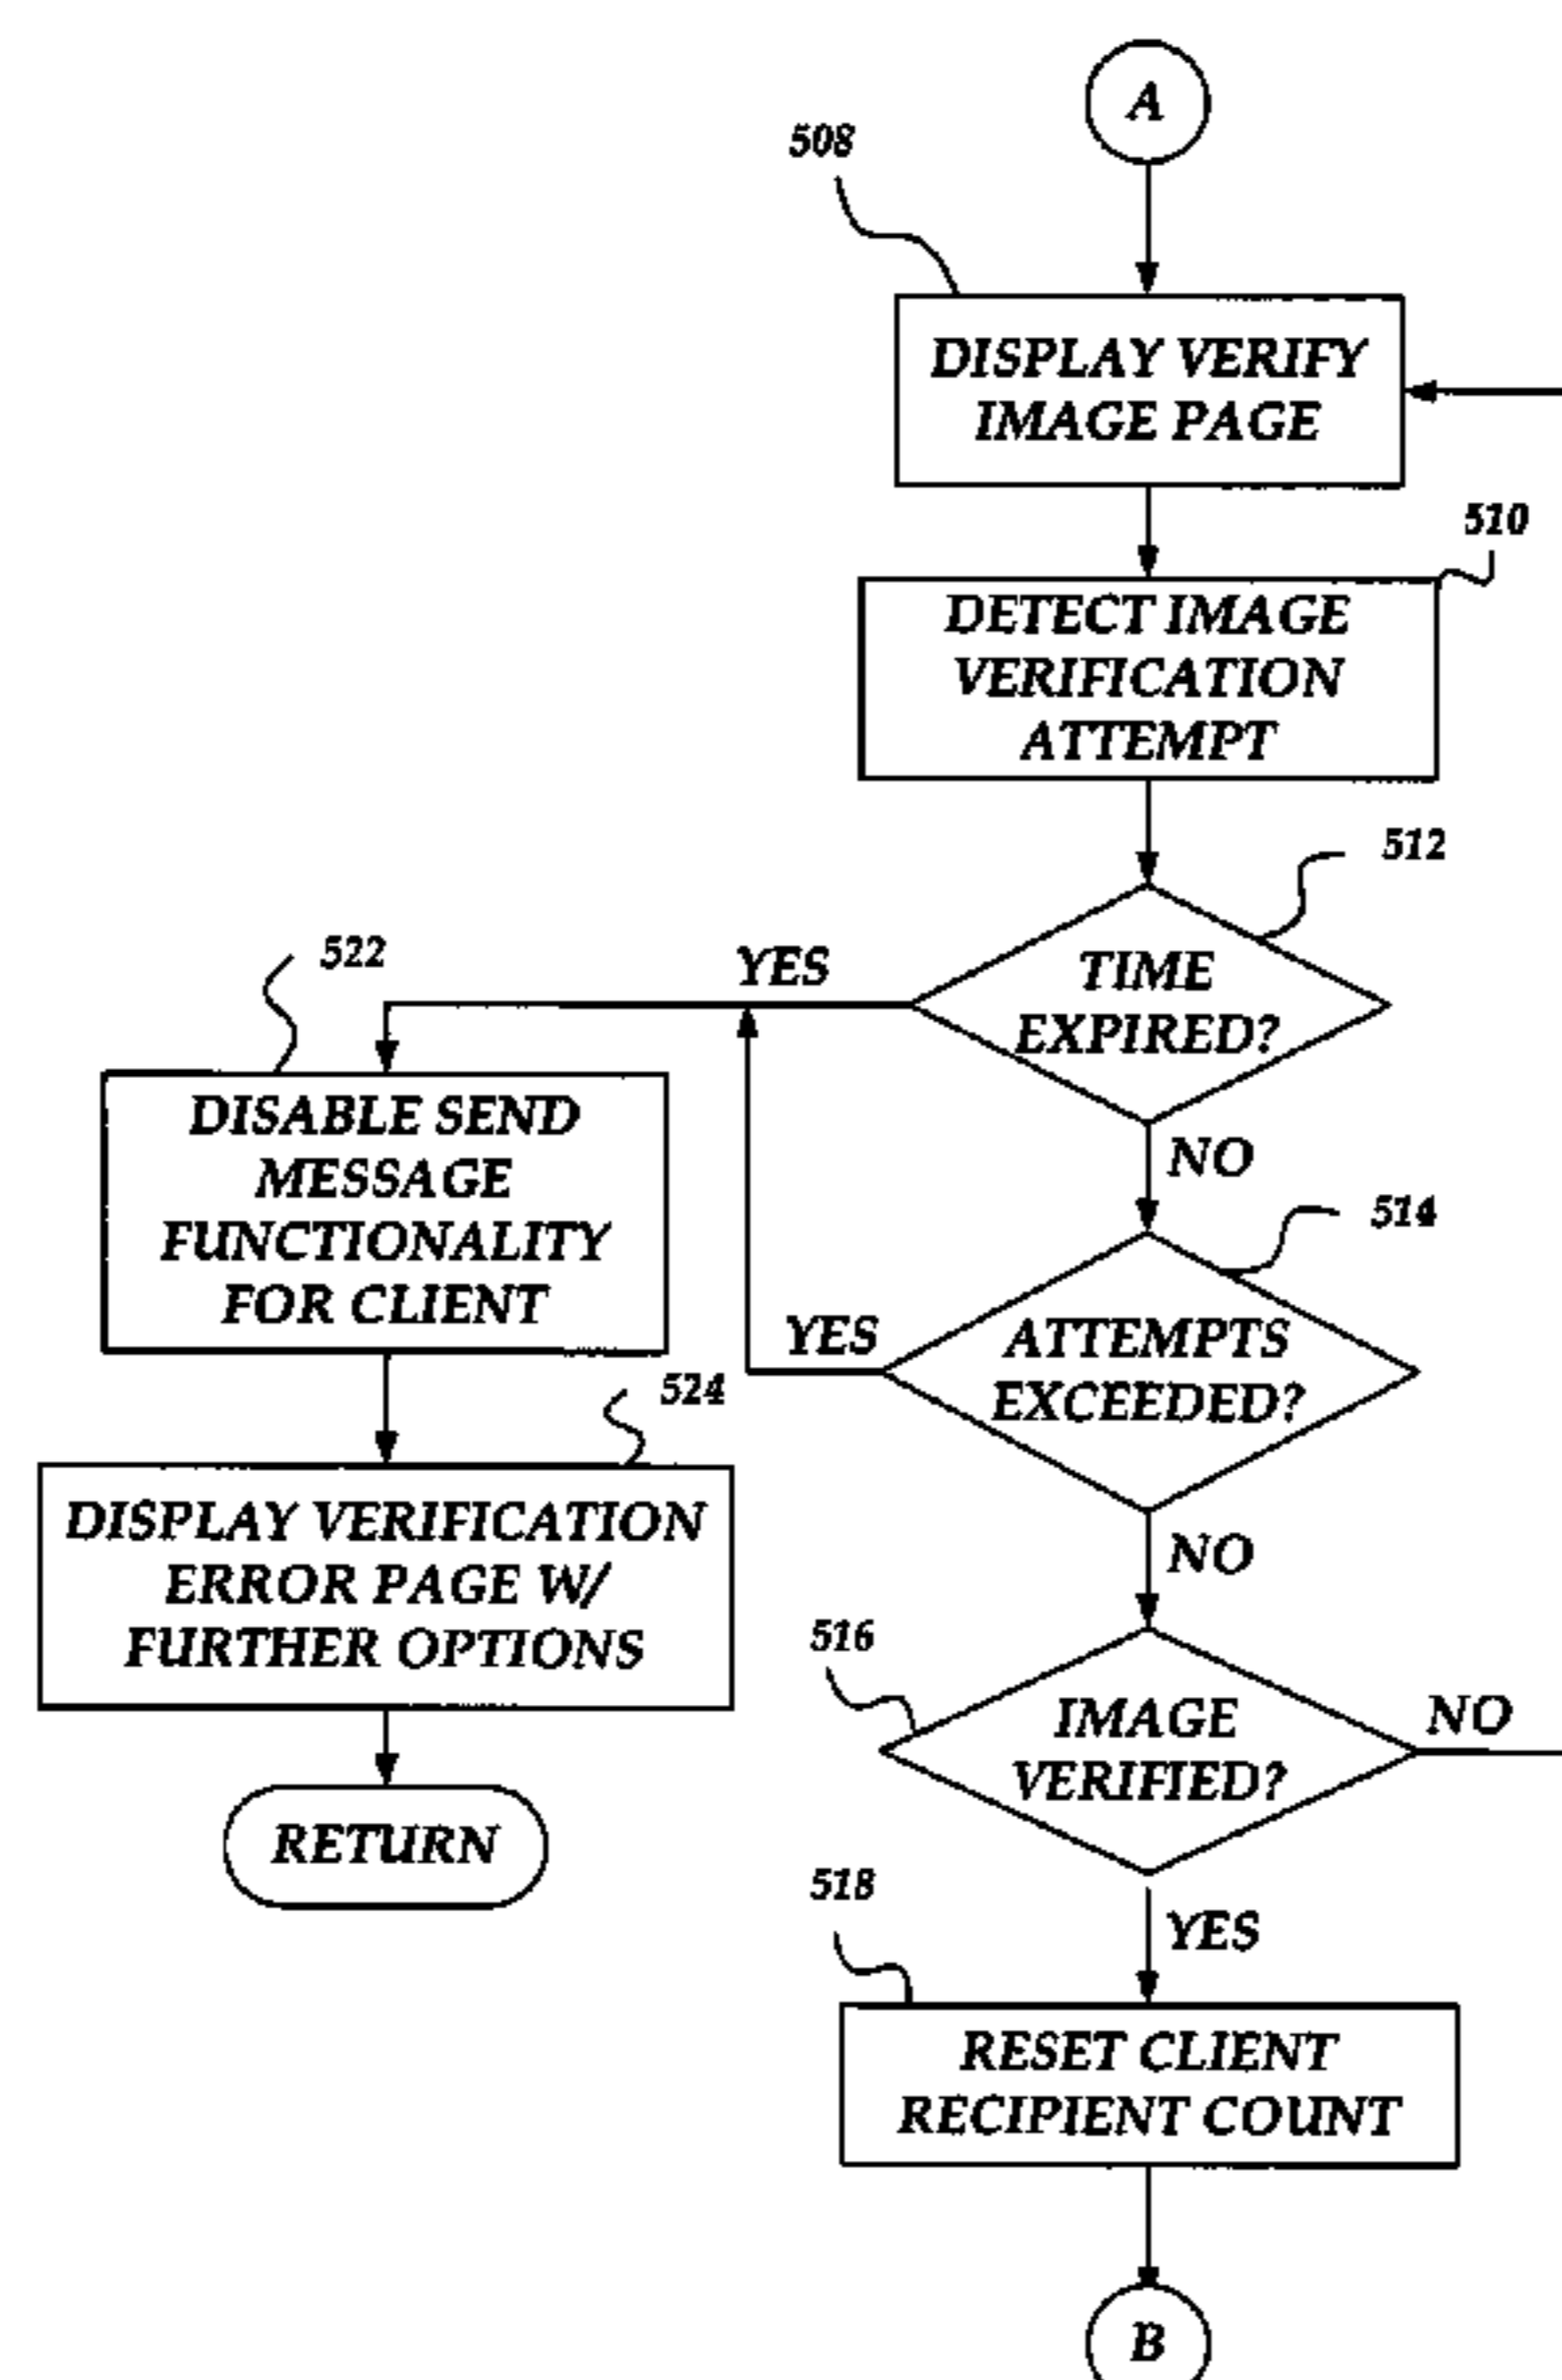 A
508
DISPLAY VERIFY
IMAGE PAGE
510
DETECT IMAGE
VERIFICATION
ATTEMPT
512
TIME
EXPIRED?
YES
522
DISABLE SEND
MESSAGE
FUNCTIONALITY
FOR CLIENT
NO
514
ATTEMPTS
EXCEEDED?
YES
524
DISPLAY VERIFICATION
ERROR PAGE W/
FURTHER OPTIONS
RETURN
NO
516
IMAGE
VERIFIED?
NO
YES
518
RESET CLIENT
RECIPIENT COUNT
B